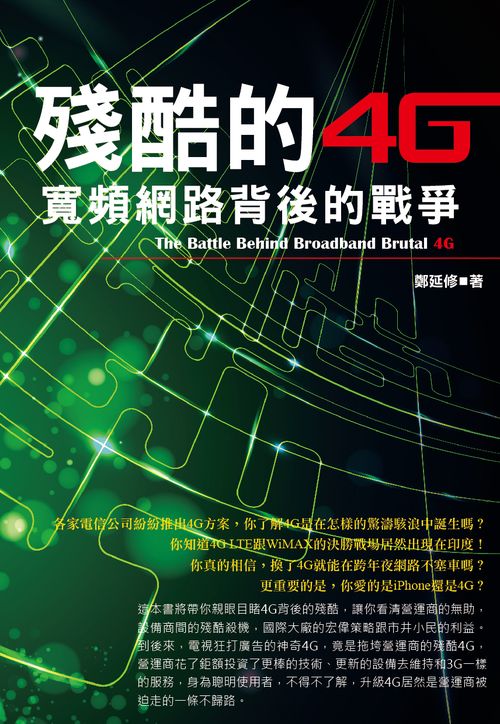 殘酷的4G
寬頻網路背後的戰爭
The Battle Behind Broadband Brutal 4G
鄭延修■著
各家電信公司紛紛推出4G方案，你了解4G是在怎樣的驚濤駭浪中誕生嗎？
你知道4G LTE跟WiMAX的決勝戰場居然出現在印度！
你真的相信，換了4G就能在跨年夜網路不塞車嗎？
更重要的是，你愛的是iPhone還是4G？
這本書將帶你親眼目睹4G背後的殘酷，讓你看清營運商的無助，
設備商間的殘酷殺機，國際大廠的宏偉策略跟市井小民的利益。
到後來，電視狂打廣告的神奇4G，竟是拖垮營運商的殘酷4G，
營運商花了鉅額投資了更棒的技術、更新的設備去維持和3G一樣
的服務，身為聰明使用者，不得不了解，升級4G居然是營運商被
迫走的一條不歸路。